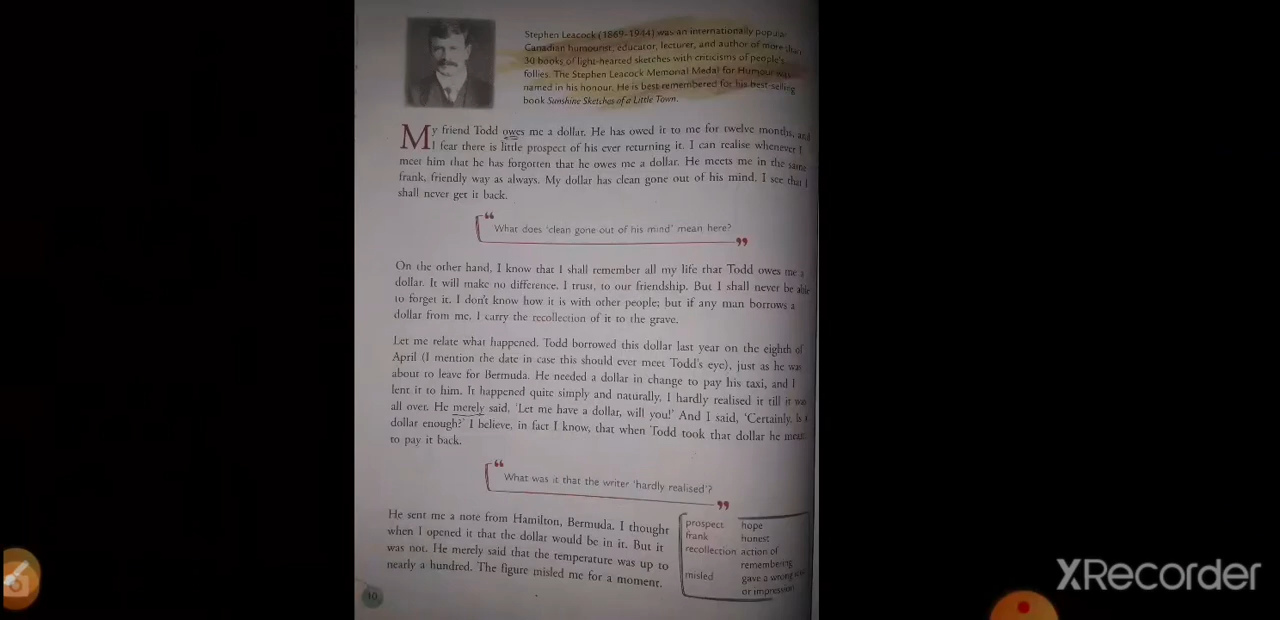 Stephen Leacock (1869-1944) was an internationally
Canadian humourist, educator, lecturer, and author of more
30 books of light-hearted sketches with criticisms of people's
follies. The Stephen Leacock Memorial Medal for Humour was
named in his honour. He is best remembered for his best-selling
book Sunshine Sketches of a Little Town.
My friend Todd owes me a dollar. He has owed it to me for twelve months, and
I fear there is little prospect of his ever returning it. I can realise whenever I
meet him that he has forgotten that he owes me a dollar. He meets me in the same
frank, friendly way as always. My dollar has clean gone out of his mind. I see that I
shall never get it back.
“What does 'clean gone out of his mind' mean here?”
On the other hand, I know that I shall remember all my life that Todd owes me a
dollar. It will make no difference, I trust, to our friendship. But I shall never be able
to forget it. I don't know how it is with other people; but if any man borrows a
dollar from me, I carry the recollection of it to the grave.
Let me relate what happened. Todd borrowed this dollar last year on the eighth of
April (I mention the date in case this should ever meet Todd's eye), just as he was
about to leave for Bermuda. He needed a dollar in change to pay his taxi, and I
lent it to him. It happened quite simply and naturally, I hardly realised it till it was
all over. He merely said, 'Let me have a dollar, will you!' And I said, 'Certainly. Is a
dollar enough?' I believe, in fact I know, that when Todd took that dollar he meant
to pay it back.
“What was it that the writer 'hardly realised'?”
He sent me a note from Hamilton, Bermuda. I thought
when I opened it that the dollar would be in it. But it
was not. He merely said that the temperature was up to
nearly a hundred. The figure misled me for a moment.
prospect hope
frank honest
recollection action of
remembering
misled gave a wrong
or impression
10
XRecorder